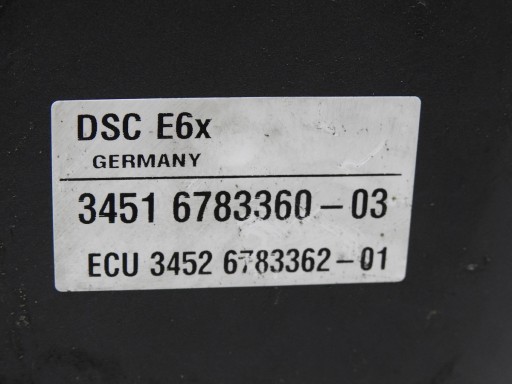 DSC E6x
GERMANY
3451 6783360-03
ECU 3452 6783362-01